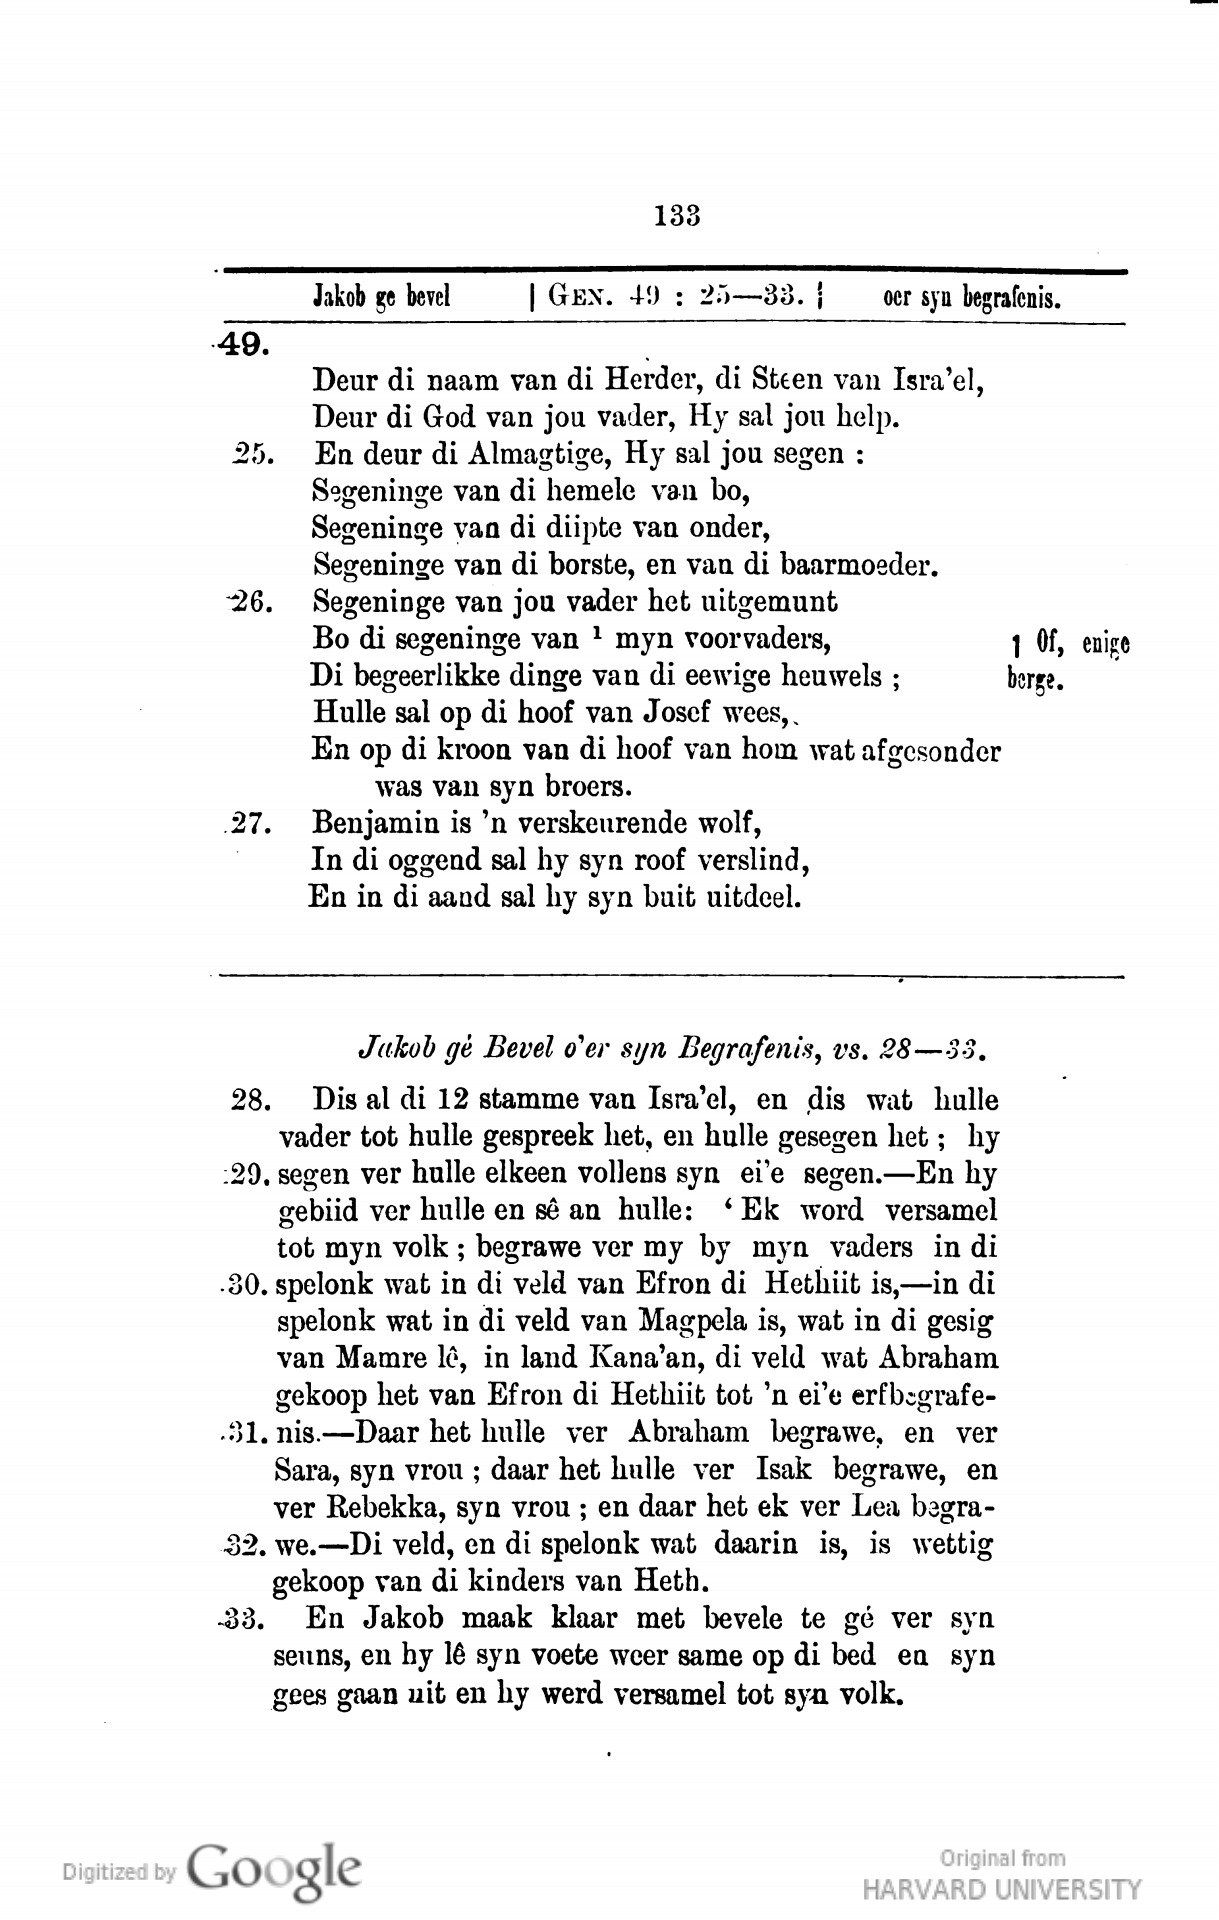 133
Jakob ge bevel | GEN. 49 : 25—33. | oer syn begrafenis.
49.
Deur di naam van di Herder, di Steen van Isra'el,
Deur di God van jou vader, Hy sal jou help.
25. En deur di Almagtige, Hy sal jou segen :
Segeninge van di hemele van bo,
Segeninge van di diipte van onder,
Segeninge van di borste, en van di baarmoeder.
26. Segeninge van jou vader het uitgemunt
Bo di segeninge van ¹ myn voorvaders,
1 Of, enige
berge.
Di begeerlikke dinge van di eewige heuwels ;
Hulle sal op di hoof van Josef wees,
En op di kroon van di hoof van hom wat afgesonder
was van syn broers.
27. Benjamin is 'n verskeurende wolf,
In di oggend sal hy syn roof verslind,
En in di aand sal hy syn buit uitdeel.
Jakob gé Bevel o'er syn Begrafenis, vs. 28—33.
28. Dis al di 12 stamme van Isra'el, en dis wat hulle
vader tot hulle gespreek het, en hulle gesegen het ; hy
29. segen ver hulle elkeen vollens syn ei'e segen.—En hy
gebiid ver hulle en sê an hulle: ‘ Ek word versamel
tot myn volk ; begrawe ver my by myn vaders in di
30. spelonk wat in di veld van Efron di Hethiit is,—in di
spelonk wat in di veld van Magpela is, wat in di gesig
van Mamre lê, in land Kana'an, di veld wat Abraham
gekoop het van Efron di Hethiit tot 'n ei'e erfbegrafe-
31. nis.—Daar het hulle ver Abraham begrawe, en ver
Sara, syn vrou ; daar het hulle ver Isak begrawe, en
ver Rebekka, syn vrou ; en daar het ek ver Lea begra-
32. we.—Di veld, en di spelonk wat daarin is, is wettig
gekoop van di kinders van Heth.
33. En Jakob maak klaar met bevele te gé ver syn
seuns, en hy lê syn voete weer same op di bed en syn
gees gaan uit en hy werd versamel tot syn volk.
Digitized by Google
Original from
HARVARD UNIVERSITY